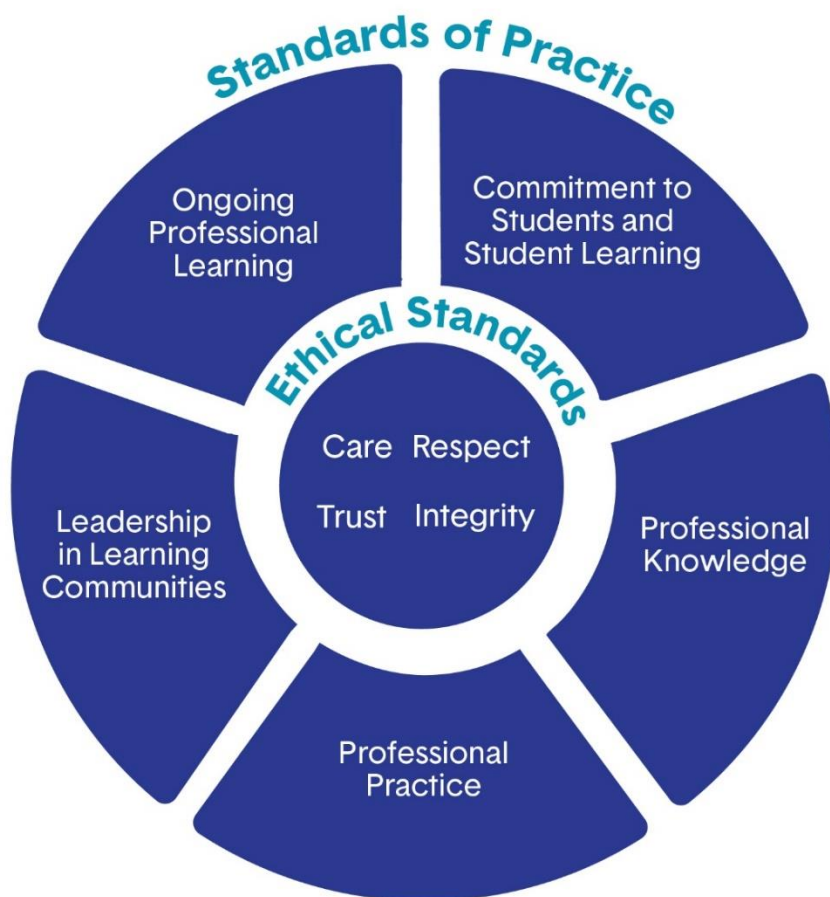 Standards of Practice
Ongoing
Professional
Learning
Commitment to
Students and
Student Learning
Ethical Standards
Care Respect
Trust Integrity
Leadership
in Learning
Communities
Professional
Knowledge
Professional
Practice